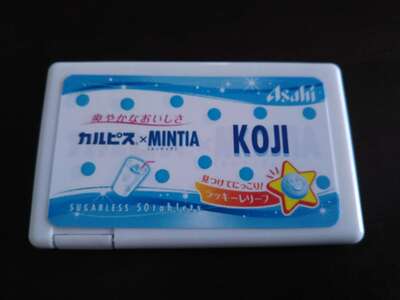 Asahi
爽やかなおいしさ
カルピス®×MINTIA
KOJI
見つけてにっこり!
ラッキーレリーフ
SUGARLESS 50tablets